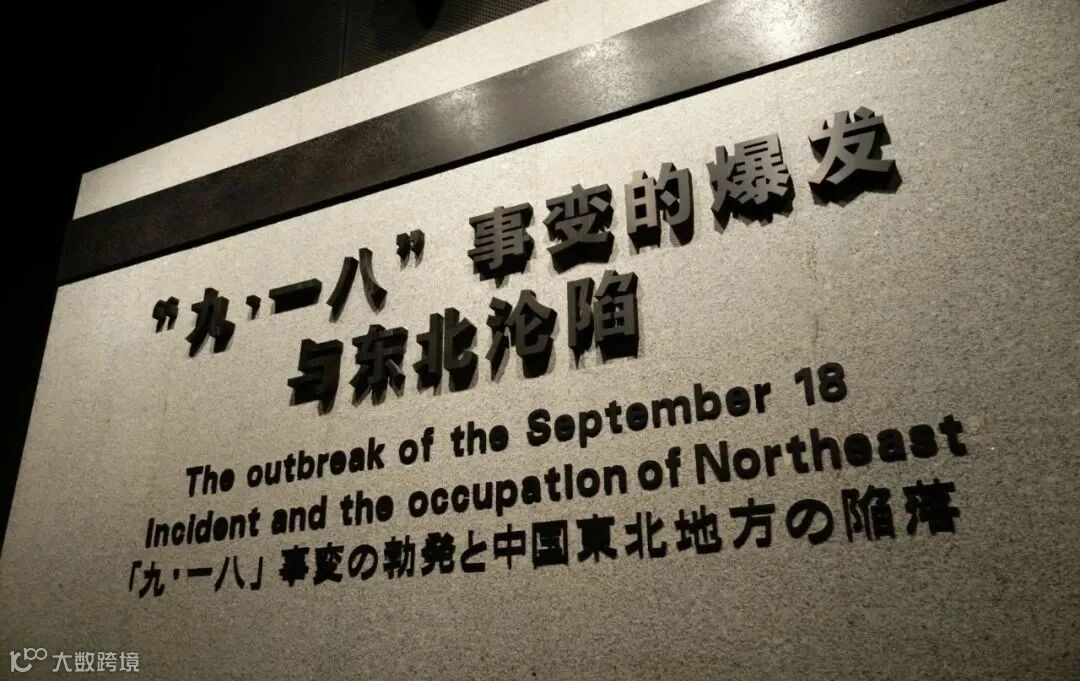 “九·一八”事变的爆发
与东北沦陷
The outbreak of the September 18
Incident and the occupation of Northeast
「九·一八」事変の勃発と中国東北地方の陥落
大数跨境